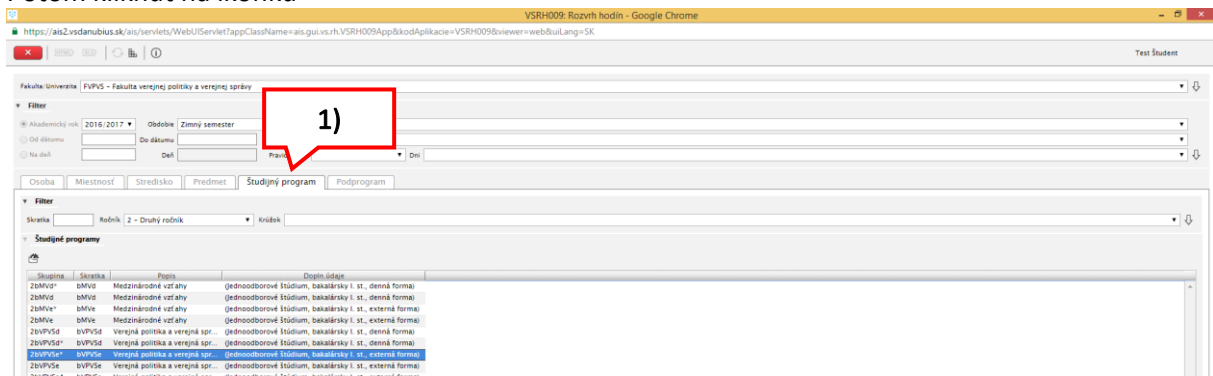 VSRH009: Rozvrh hodín - Google Chrome
https://ais2.vsdanubius.sk/ais/servlets/WebUIServlet?appClassName=ais.gui.vs.rh.VSRH009App&kodAplikacie=VSRH009&viewer=web&uiLang=SK
Test Študent
Fakulta/Univerzita FVPVS - Fakulta verejnej politiky a verejnej správy
Filter
1)
Akademický rok 2016/2017 Obdobie Zimný semester
Od dátumu Do dátumu
Na deň Deň Dni
Osoba Miestnosť Stredisko Predmet Študijný program Podprogram
Filter
Skratka Ročník 2 - Druhý ročník Krúžok
Študijné programy
Skupina Skratka Popis Dopln.údaje
2bMVd* bMVd Medzinárodné vzťahy (Jednoodborové štúdium, bakalársky I. st., denná forma)
2bMVd bMVd Medzinárodné vzťahy (Jednoodborové štúdium, bakalársky I. st., denná forma)
2bMVe* bMVe Medzinárodné vzťahy (Jednoodborové štúdium, bakalársky I. st., externá forma)
2bMVe bMVe Medzinárodné vzťahy (Jednoodborové štúdium, bakalársky I. st., externá forma)
2bVPVSd bVPVSd Verejná politika a verejná spr... (Jednoodborové štúdium, bakalársky I. st., denná forma)
2bVPVSd* bVPVSd Verejná politika a verejná spr... (Jednoodborové štúdium, bakalársky I. st., denná forma)
2bVPVSe* bVPVSe Verejná politika a verejná spr... (Jednoodborové štúdium, bakalársky I. st., externá forma)
2bVPVSe bVPVSe Verejná politika a verejná spr... (Jednoodborové štúdium, bakalársky I. st., externá forma)